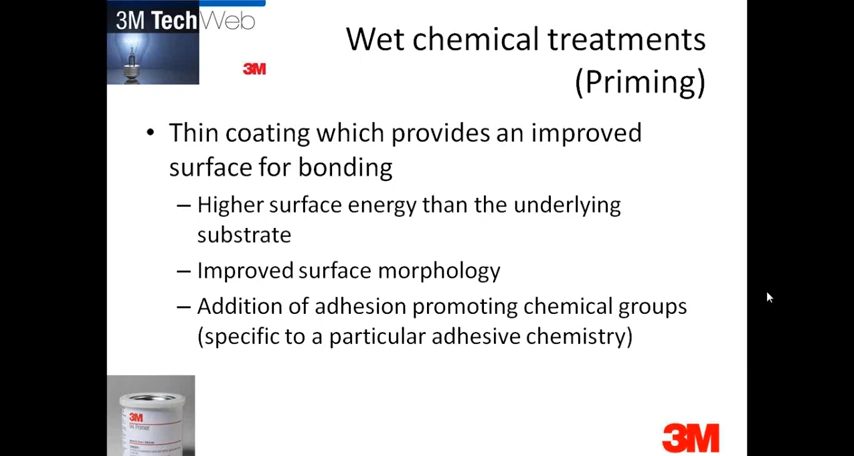 3M TechWeb
3M
Wet chemical treatments
(Priming)
• Thin coating which provides an improved
surface for bonding
– Higher surface energy than the underlying
substrate
– Improved surface morphology
– Addition of adhesion promoting chemical groups
(specific to a particular adhesive chemistry)
3M
94 Primer
3M